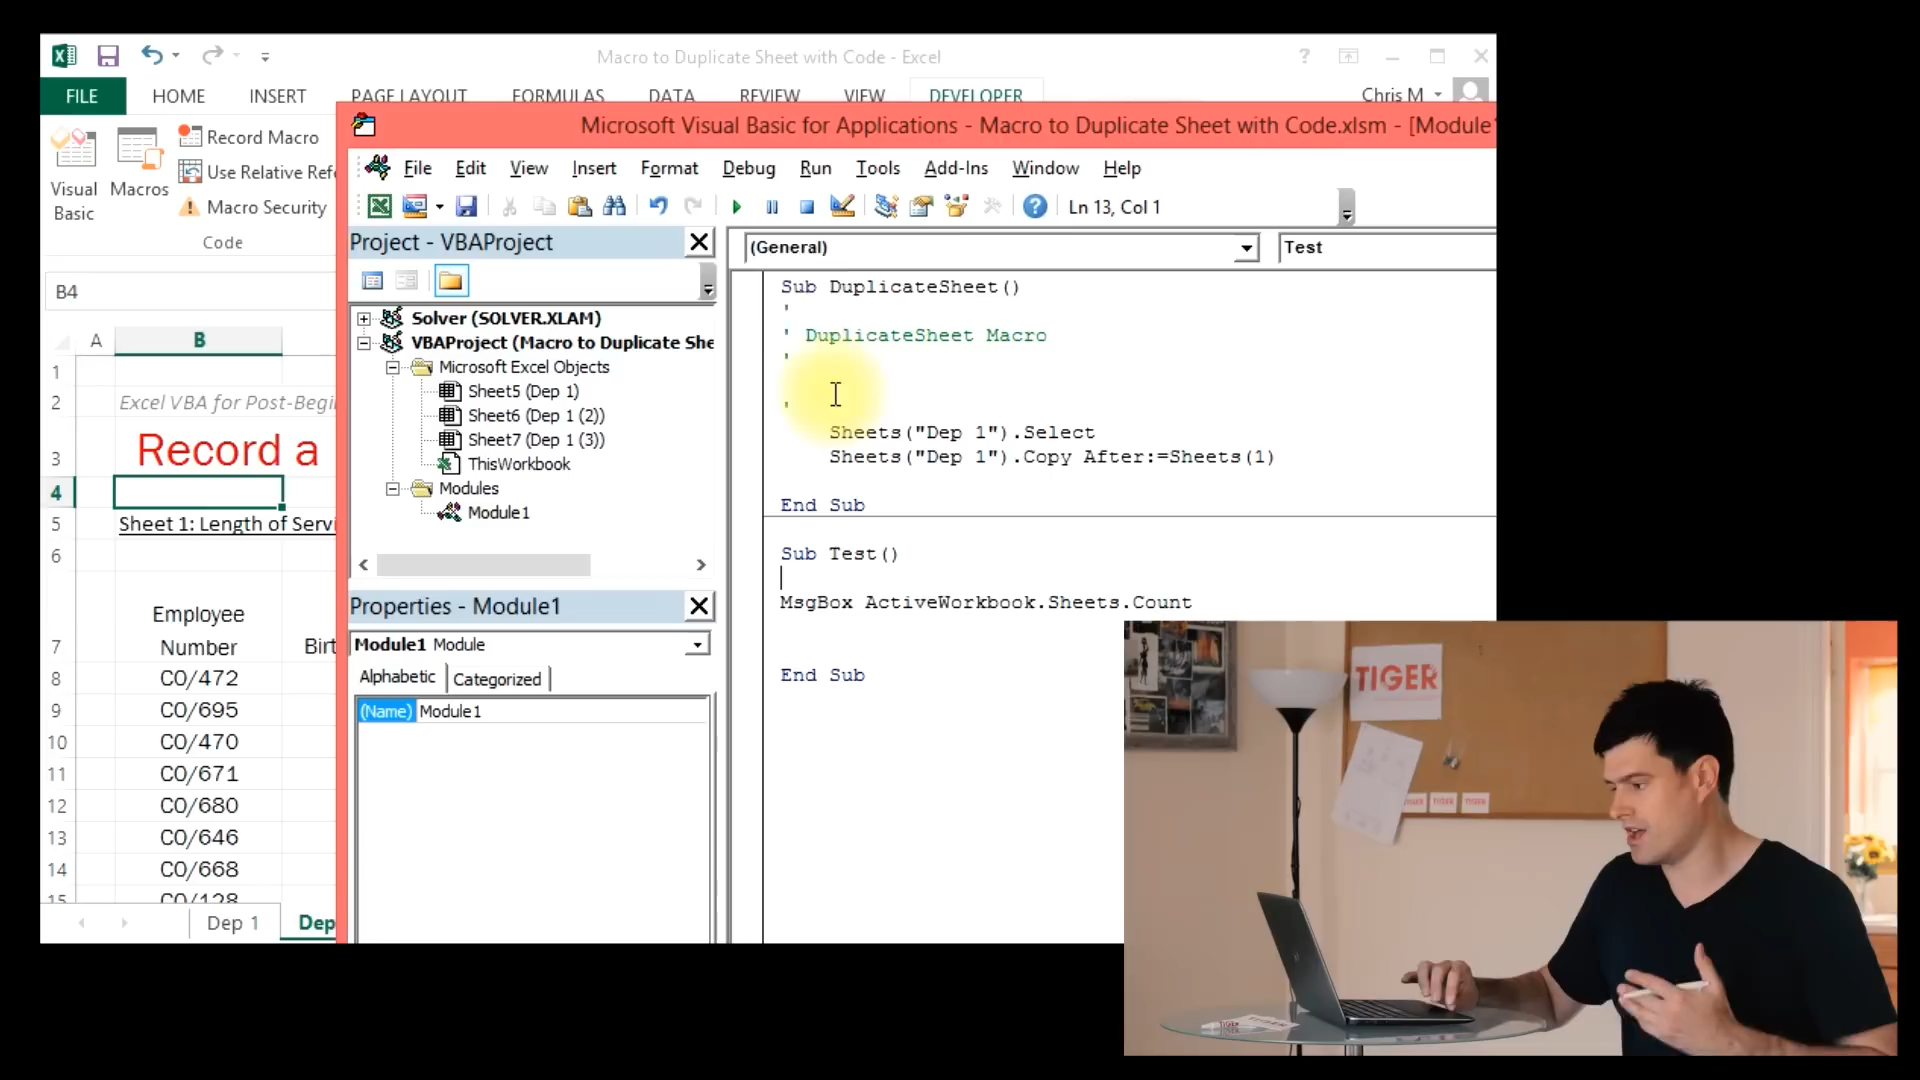 Macro to Duplicate Sheet with Code - Excel
FILE HOME INSERT PAGE LAYOUT FORMULAS DATA REVIEW VIEW DEVELOPER Chris M
Microsoft Visual Basic for Applications - Macro to Duplicate Sheet with Code.xlsm - [Module
Record Macro
Use Relative Ref
Macro Security
Visual
Basic
Macros
Code
File Edit View Insert Format Debug Run Tools Add-Ins Window Help
Ln 13, Col 1
Project - VBAProject
(General)
Test
B4
A B
Solver (SOLVER.XLAM)
VBAProject (Macro to Duplicate She
Microsoft Excel Objects
Sheet5 (Dep 1)
Sheet6 (Dep 1 (2))
Sheet7 (Dep 1 (3))
ThisWorkbook
Modules
Module1
Properties - Module1
Module1 Module
Alphabetic Categorized
(Name) Module1
Sub DuplicateSheet()
'
' DuplicateSheet Macro
'
'
Sheets("Dep 1").Select
Sheets("Dep 1").Copy After:=Sheets(1)
End Sub
Sub Test()
MsgBox ActiveWorkbook.Sheets.Count
End Sub
1
2 Excel VBA for Post-Begi
3 Record a
4
5 Sheet 1: Length of Servi
6
Employee
7 Number Birt
8 CO/472
9 CO/695
10 CO/470
11 CO/671
12 CO/680
13 CO/646
14 CO/668
15 CO/128
Dep 1 Dep
TIGER
TIGER TIGER TIGER
TIGER